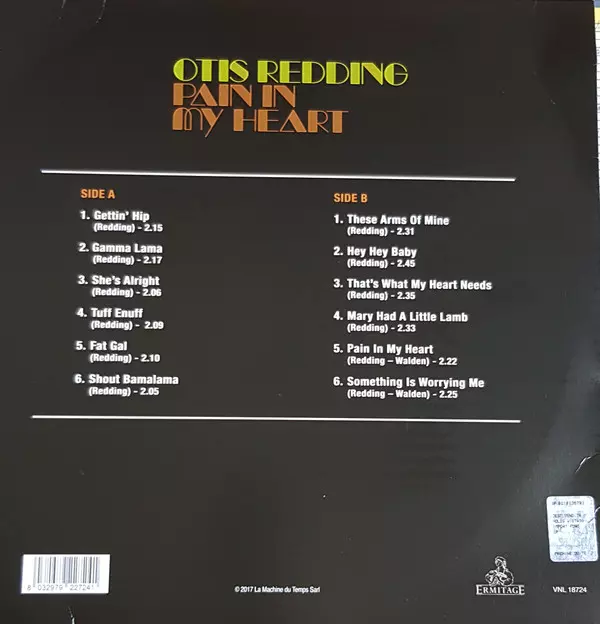 OTIS REDDING
PAIN IN
MY HEART
SIDE A
1. Gettin' Hip
(Redding) - 2.15
2. Gamma Lama
(Redding) - 2.17
3. She's Alright
(Redding) - 2.06
4. Tuff Enuff
(Redding) - 2.09
5. Fat Gal
(Redding) - 2.10
6. Shout Bamalama
(Redding) - 2.05
SIDE B
1. These Arms Of Mine
(Redding) - 2.31
2. Hey Hey Baby
(Redding) - 2.45
3. That's What My Heart Needs
(Redding) - 2.35
4. Mary Had A Little Lamb
(Redding) - 2.33
5. Pain In My Heart
(Redding – Walden) - 2.22
6. Something Is Worrying Me
(Redding – Walden) - 2.25
8 032979 227241
© 2017 La Machine du Temps Sarl
ERMITAGE
VNL 18724